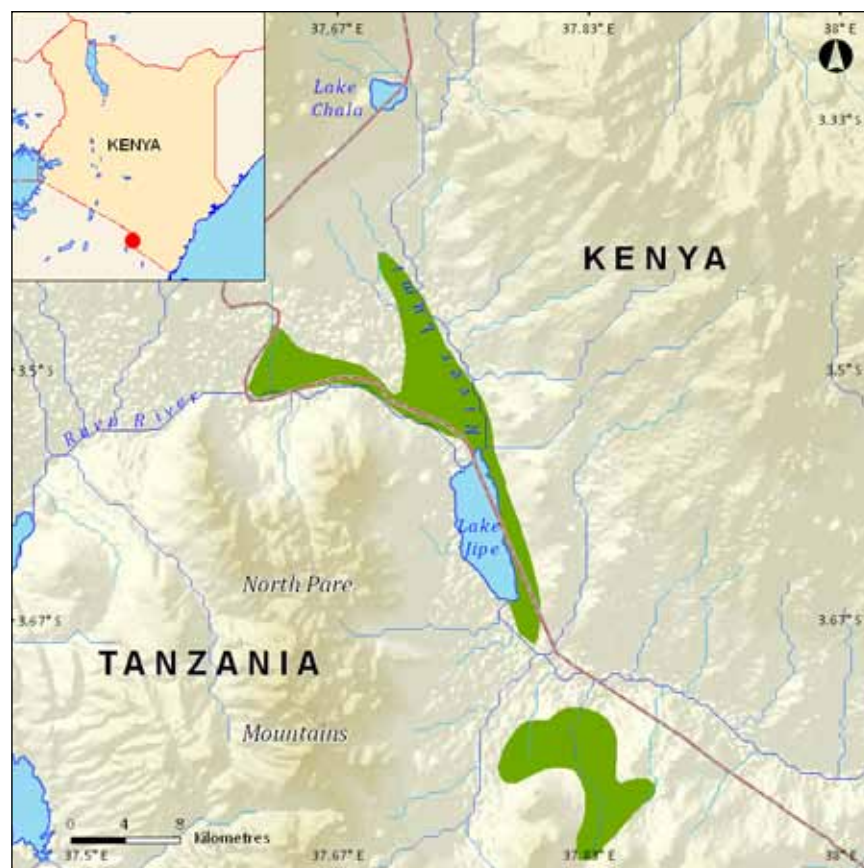 37.67° E
37.83° E
38° E
Lake
Chala
3.33° S
KENYA
KENYA
River Lumi
3.5° S
3.5° S
Ruvu River
Lake
Jipe
North Pare
3.67° S
3.67° S
TANZANIA
Mountains
0 4 8
Kilometres
37.5° E
37.67° E
37.83° E
38° E